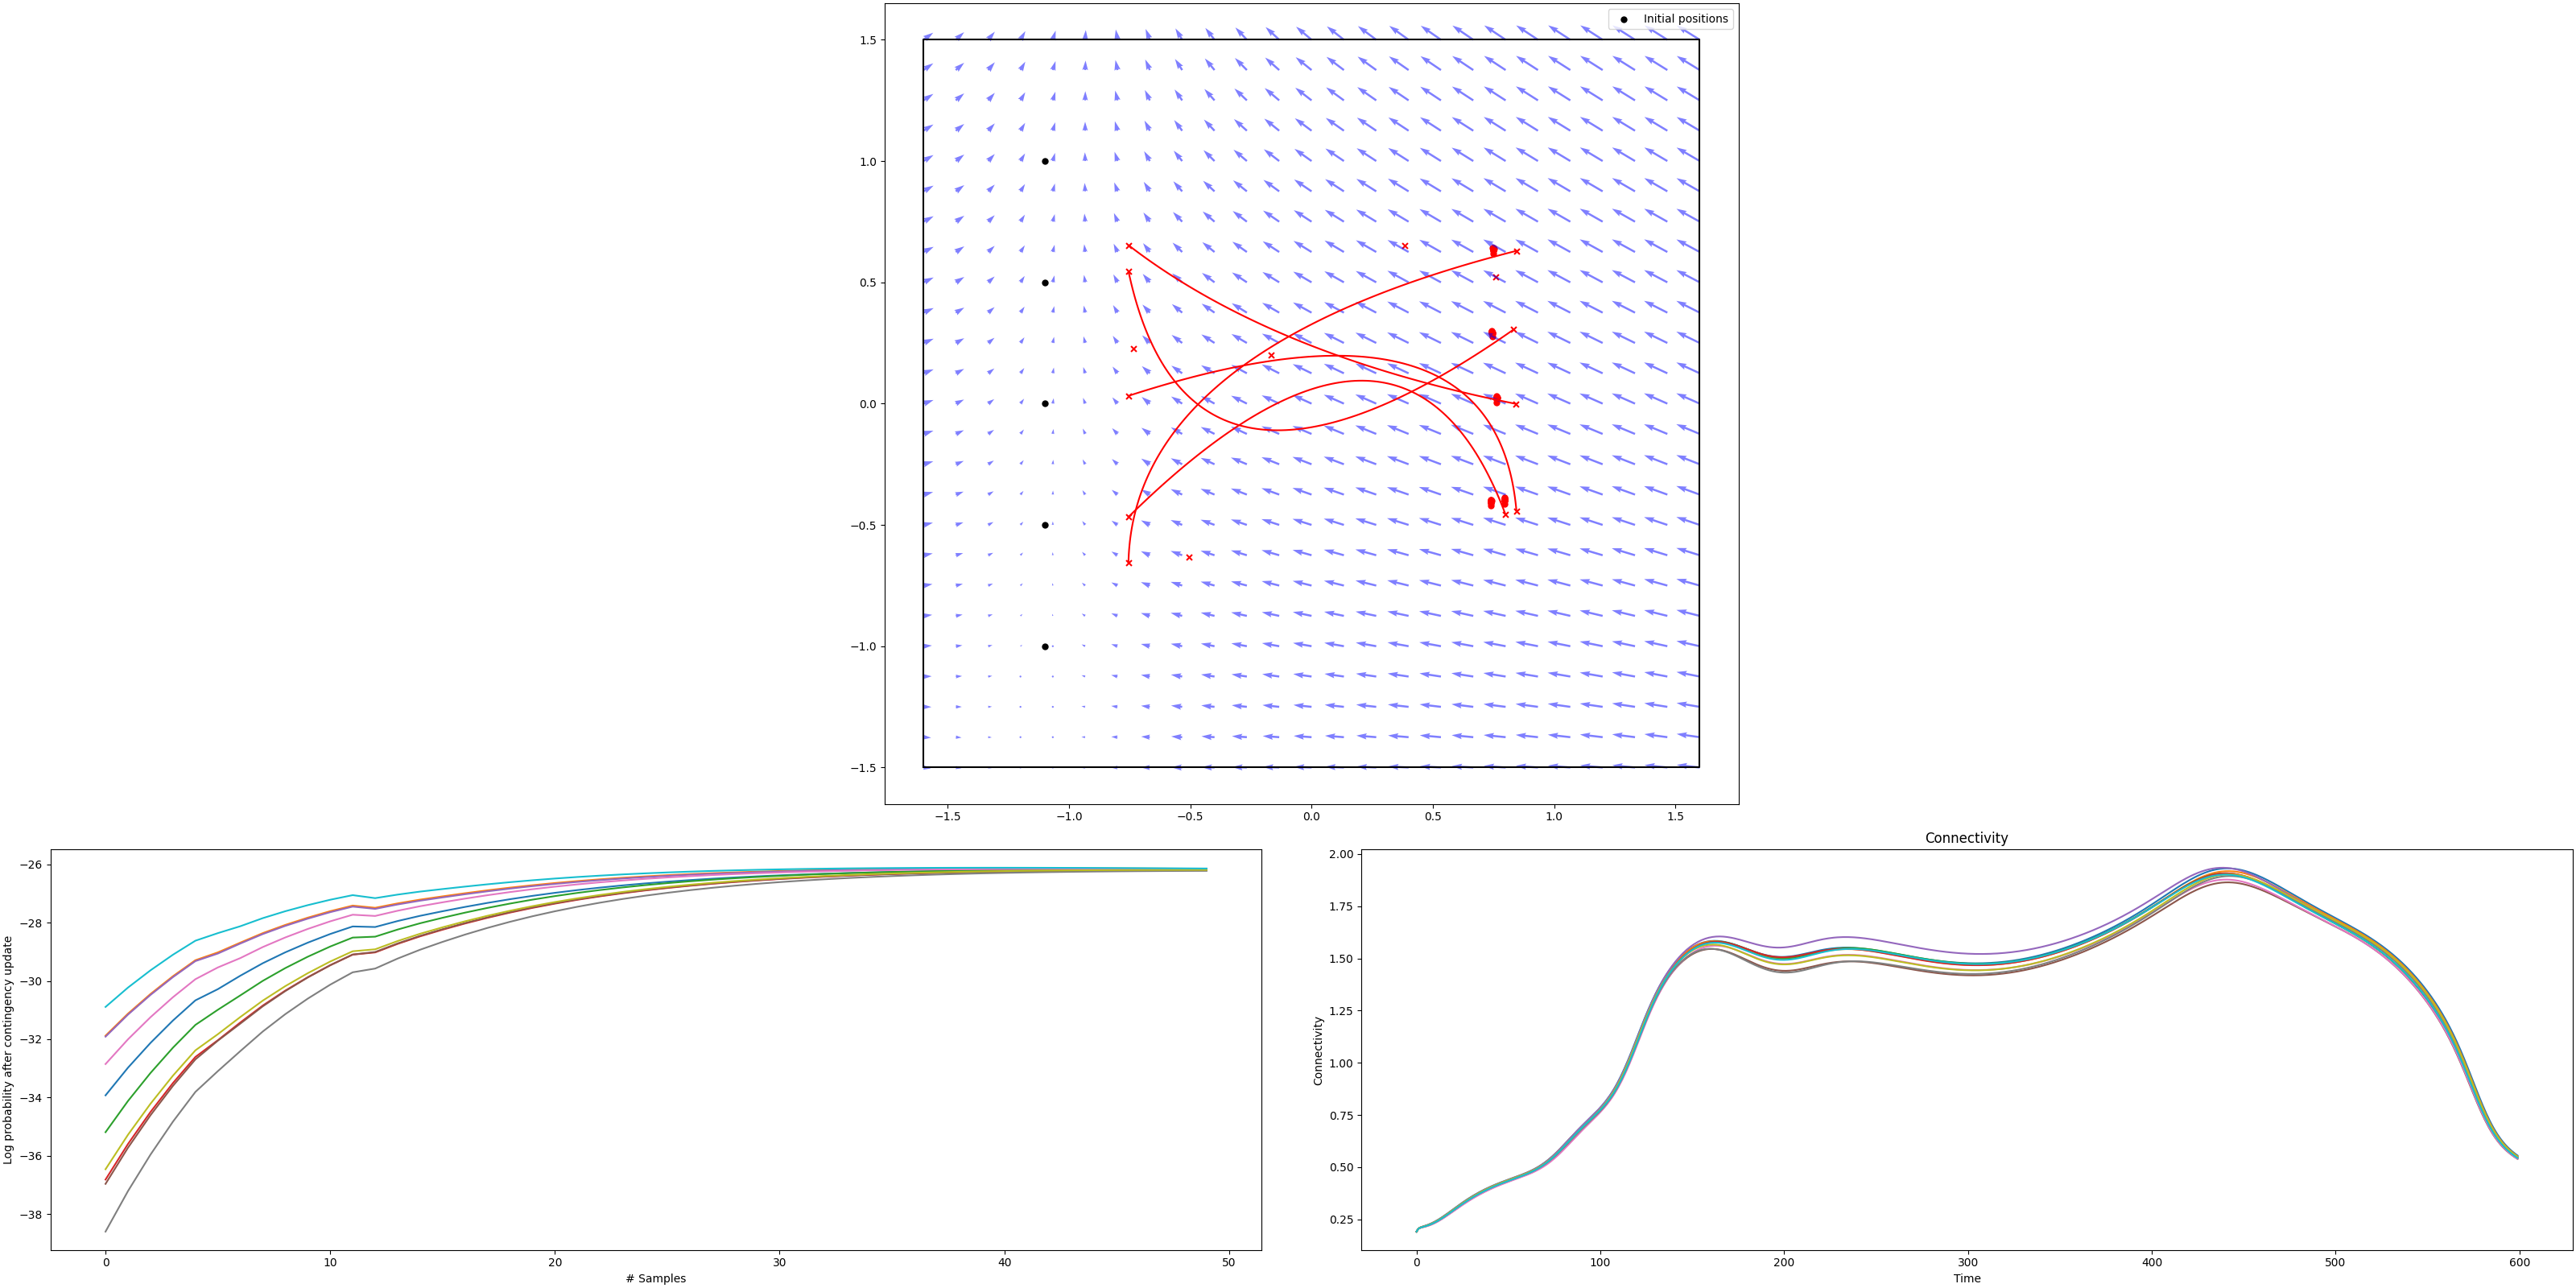 Initial positions
1.5
1.0
0.5
0.0
−0.5
−1.0
−1.5
−1.5 −1.0 −0.5 0.0 0.5 1.0 1.5
Connectivity
Log probability after contingency update
−26
−28
−30
−32
−34
−36
−38
0 10 20 30 40 50
# Samples
Connectivity
2.00
1.75
1.50
1.25
1.00
0.75
0.50
0.25
0 100 200 300 400 500 600
Time